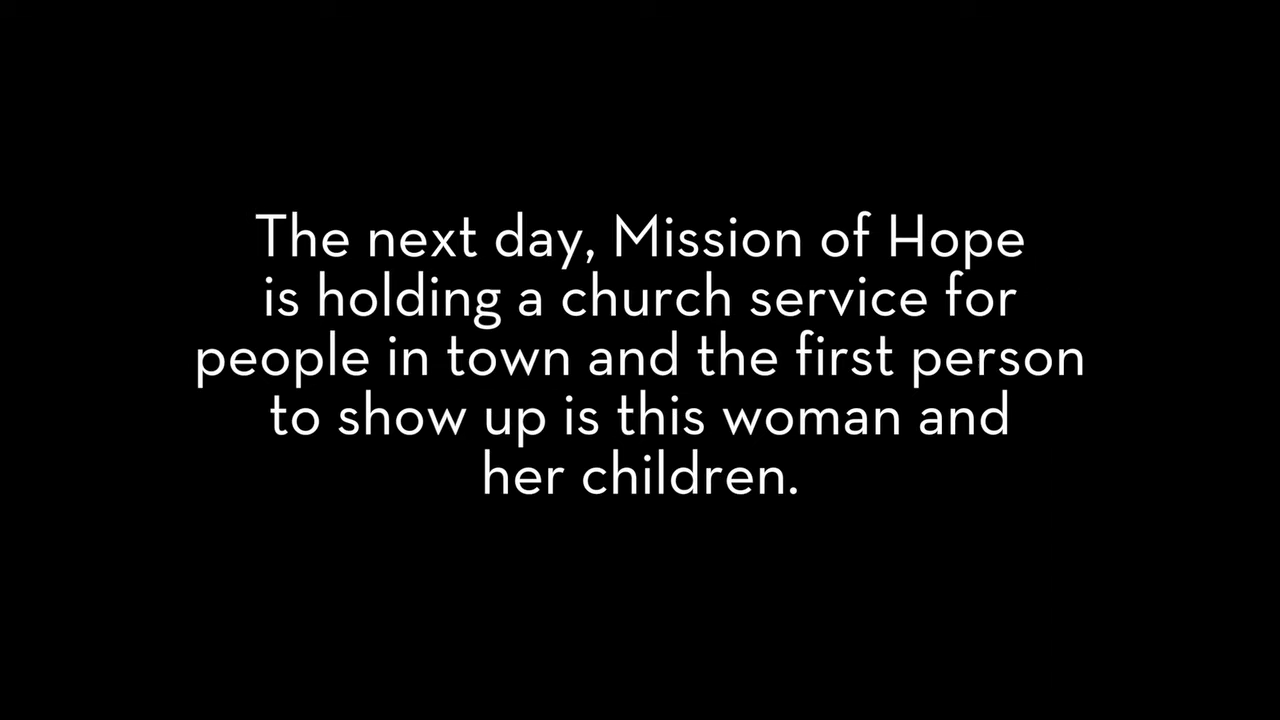 The next day, Mission of Hope
is holding a church service for
people in town and the first person
to show up is this woman and
her children.